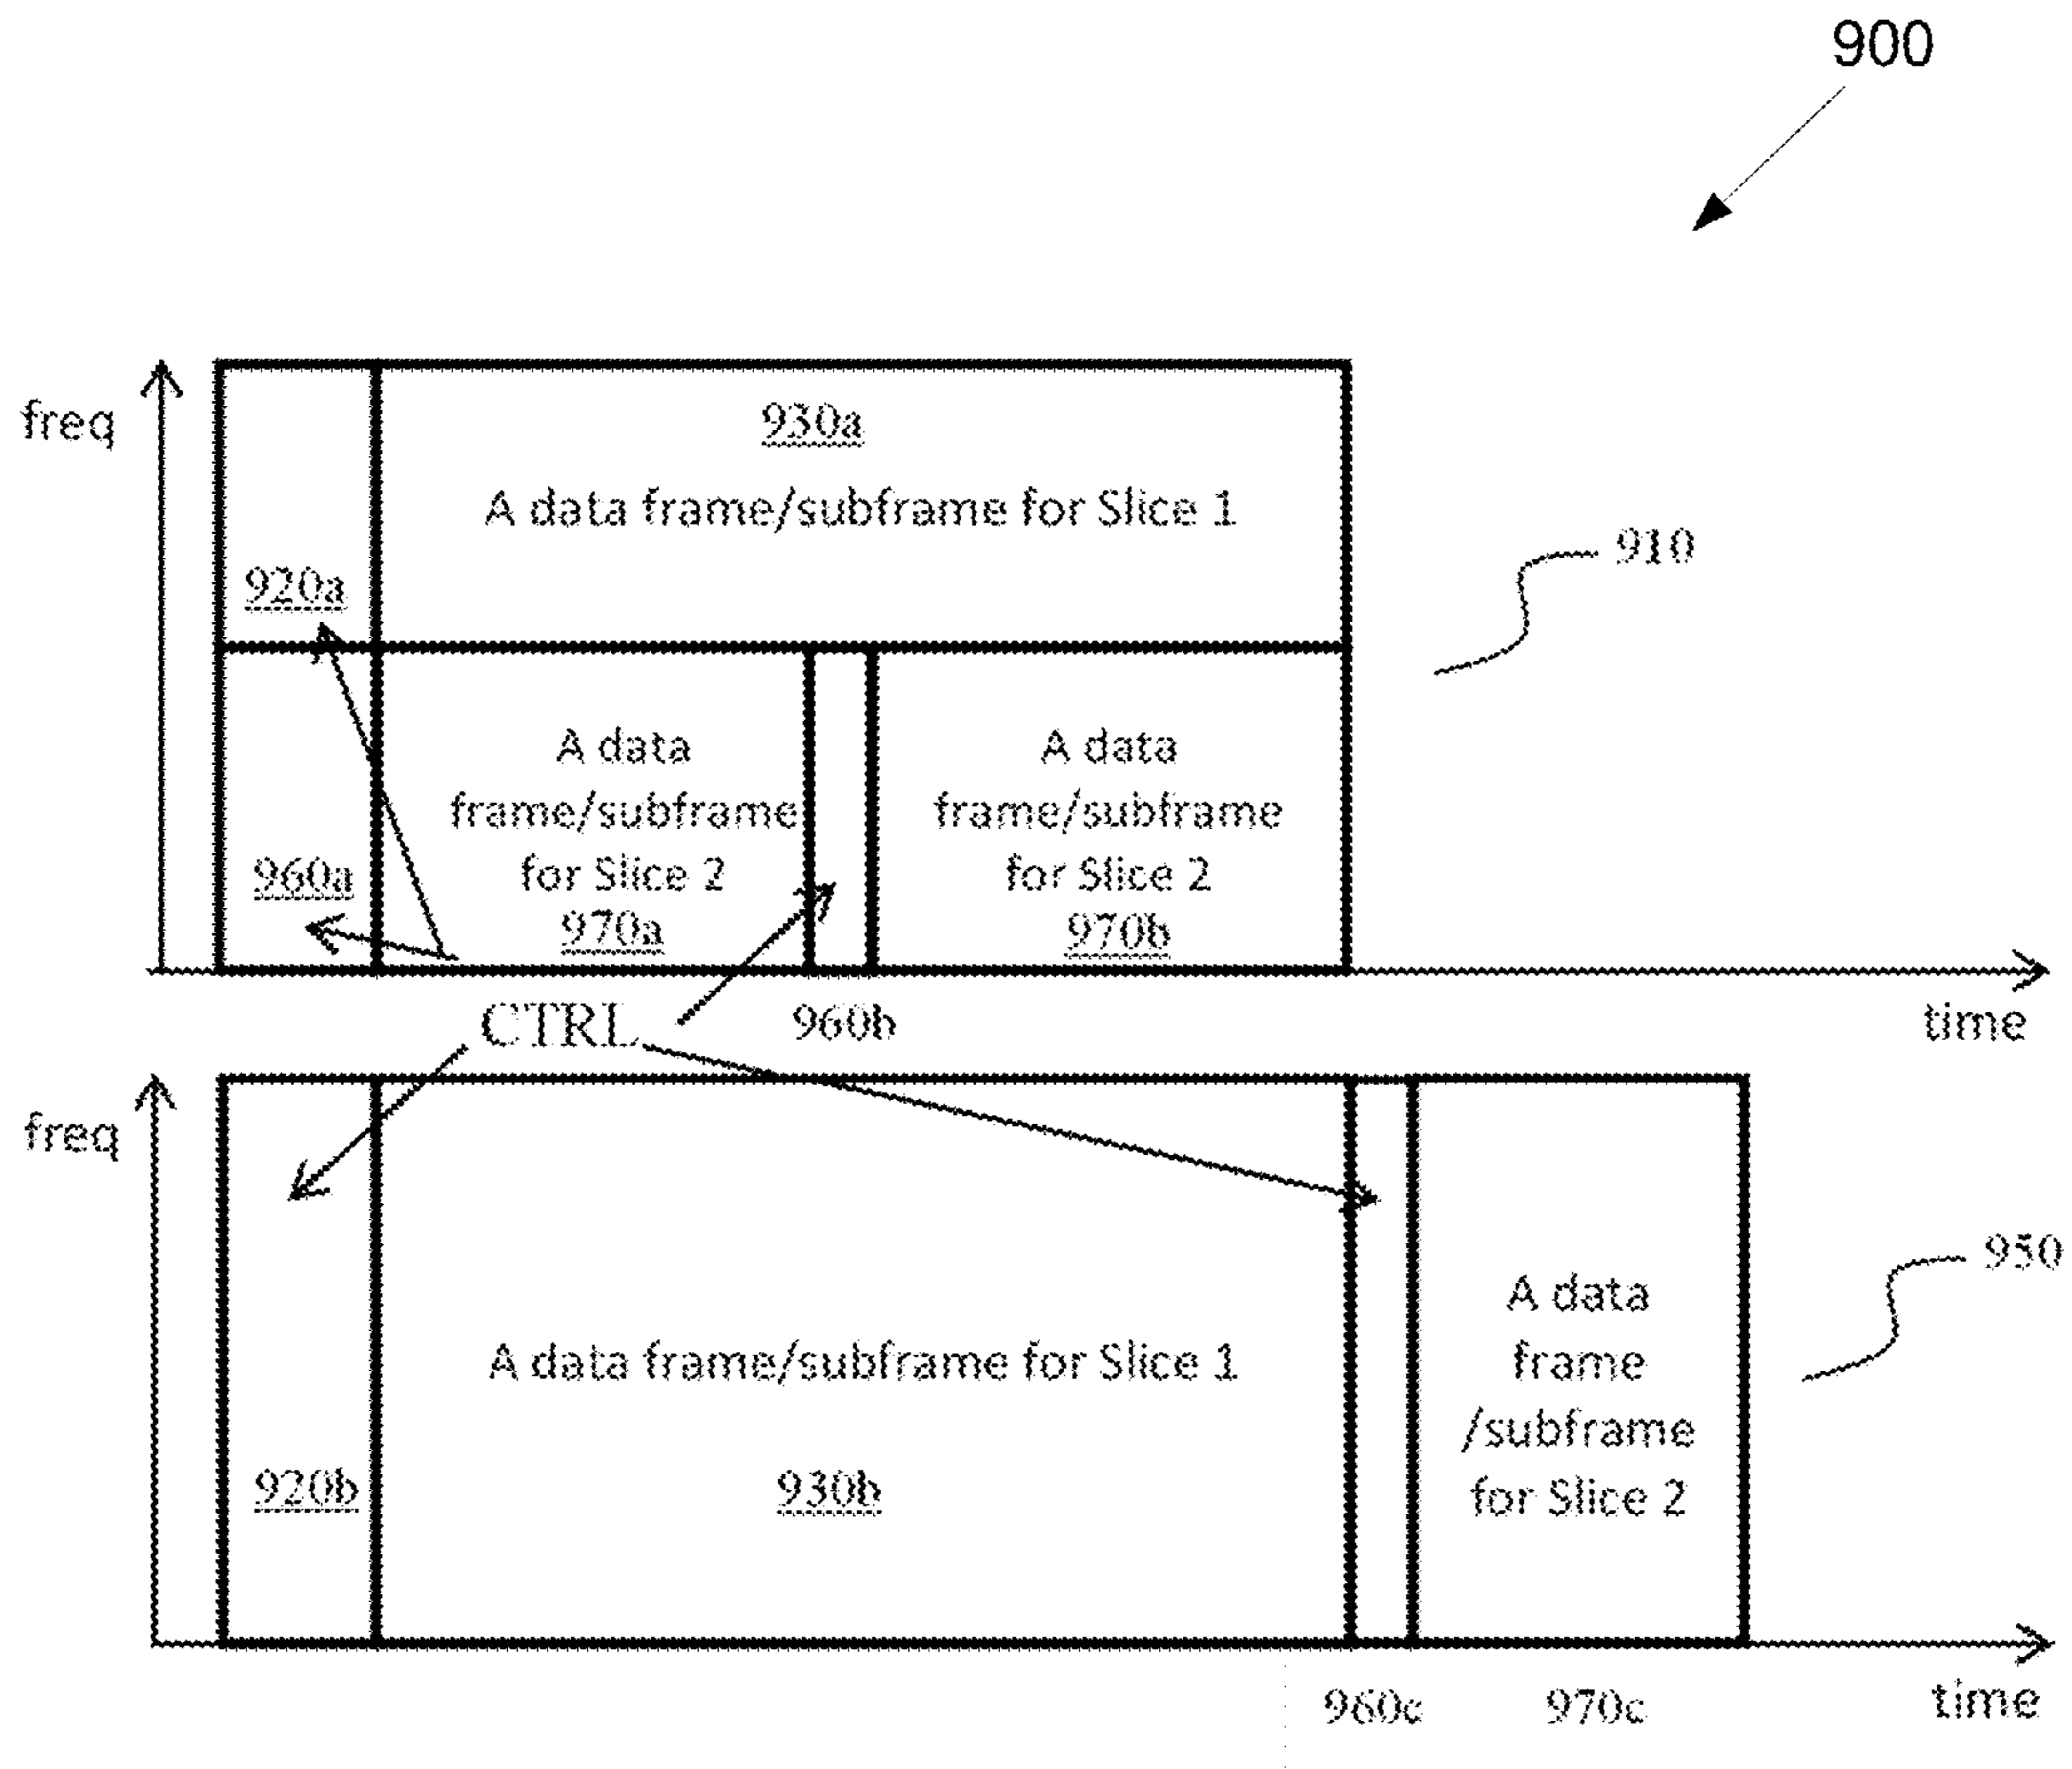 900
freq
930a
A data frame/subframe for Slice 1
910
920a
A data
frame/subframe
for Slice 2
970a
A data
frame/subframe
for Slice 2
970b
960a
CTRL
960b
time
freq
950
A data frame/subframe for Slice 1
930b
920b
A data
frame
/subframe
for Slice 2
960c
970c
time